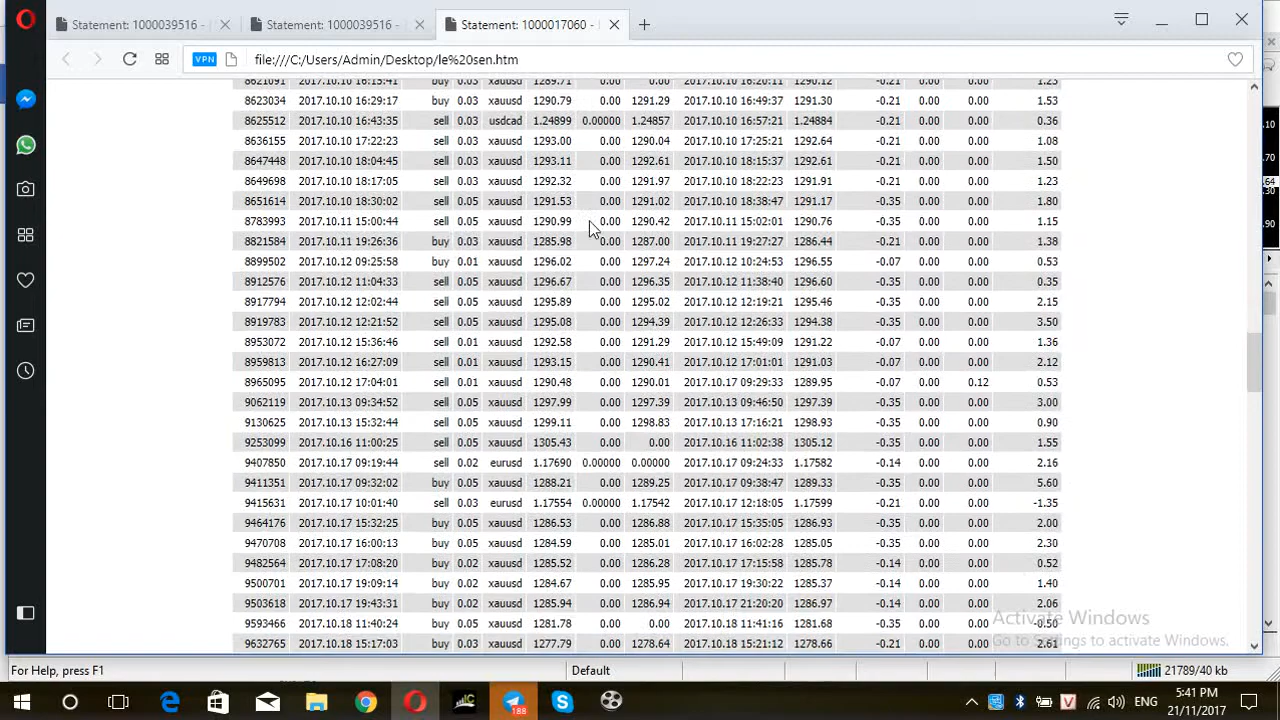 Statement: 1000039516 -
Statement: 1000039516 -
Statement: 1000017060 -
VPN file:///C:/Users/Admin/Desktop/le%20sen.htm
8621091 2017.10.10 16:15:41 buy 0.03 xauusd 1289.71 0.00 0.00 2017.10.10 16:20:11 1290.12 -0.21 0.00 0.00 1.23
8623034 2017.10.10 16:29:17 buy 0.03 xauusd 1290.79 0.00 1291.29 2017.10.10 16:49:37 1291.30 -0.21 0.00 0.00 1.53
8625512 2017.10.10 16:43:35 sell 0.03 usdcad 1.24899 0.00000 1.24857 2017.10.10 16:57:21 1.24884 -0.21 0.00 0.00 0.36
8636155 2017.10.10 17:22:23 sell 0.03 xauusd 1293.00 0.00 1290.04 2017.10.10 17:25:21 1292.64 -0.21 0.00 0.00 1.08
8647448 2017.10.10 18:04:45 sell 0.03 xauusd 1293.11 0.00 1292.61 2017.10.10 18:15:37 1292.61 -0.21 0.00 0.00 1.50
8649698 2017.10.10 18:17:05 sell 0.03 xauusd 1292.32 0.00 1291.97 2017.10.10 18:22:23 1291.91 -0.21 0.00 0.00 1.23
8651614 2017.10.10 18:30:02 sell 0.05 xauusd 1291.53 0.00 1291.02 2017.10.10 18:38:47 1291.17 -0.35 0.00 0.00 1.80
8783993 2017.10.11 15:00:44 sell 0.05 xauusd 1290.99 0.00 1290.42 2017.10.11 15:02:01 1290.76 -0.35 0.00 0.00 1.15
8821584 2017.10.11 19:26:36 buy 0.03 xauusd 1285.98 0.00 1287.00 2017.10.11 19:27:27 1286.44 -0.21 0.00 0.00 1.38
8899502 2017.10.12 09:25:58 buy 0.01 xauusd 1296.02 0.00 1297.24 2017.10.12 10:24:53 1296.55 -0.07 0.00 0.00 0.53
8912576 2017.10.12 11:04:33 sell 0.05 xauusd 1296.67 0.00 1296.35 2017.10.12 11:38:40 1296.60 -0.35 0.00 0.00 0.35
8917794 2017.10.12 12:02:44 sell 0.05 xauusd 1295.89 0.00 1295.02 2017.10.12 12:19:21 1295.46 -0.35 0.00 0.00 2.15
8919783 2017.10.12 12:21:52 sell 0.05 xauusd 1295.08 0.00 1294.39 2017.10.12 12:26:33 1294.38 -0.35 0.00 0.00 3.50
8953072 2017.10.12 15:36:46 sell 0.01 xauusd 1292.58 0.00 1291.29 2017.10.12 15:49:09 1291.22 -0.07 0.00 0.00 1.36
8959813 2017.10.12 16:27:09 sell 0.01 xauusd 1293.15 0.00 1290.41 2017.10.12 17:01:01 1291.03 -0.07 0.00 0.00 2.12
8965095 2017.10.12 17:04:01 sell 0.01 xauusd 1290.48 0.00 1290.01 2017.10.17 09:29:33 1289.95 -0.07 0.00 0.12 0.53
9062119 2017.10.13 09:34:52 sell 0.05 xauusd 1297.99 0.00 1297.39 2017.10.13 09:46:50 1297.39 -0.35 0.00 0.00 3.00
9130625 2017.10.13 15:32:44 sell 0.05 xauusd 1299.11 0.00 1298.83 2017.10.13 17:16:21 1298.93 -0.35 0.00 0.00 0.90
9253099 2017.10.16 11:00:25 sell 0.05 xauusd 1305.43 0.00 0.00 2017.10.16 11:02:38 1305.12 -0.35 0.00 0.00 1.55
9407850 2017.10.17 09:19:44 sell 0.02 eurusd 1.17690 0.00000 0.00000 2017.10.17 09:24:33 1.17582 -0.14 0.00 0.00 2.16
9411351 2017.10.17 09:32:02 buy 0.05 xauusd 1288.21 0.00 1289.25 2017.10.17 09:38:47 1289.33 -0.35 0.00 0.00 5.60
9415631 2017.10.17 10:01:40 sell 0.03 eurusd 1.17554 0.00000 1.17542 2017.10.17 12:18:05 1.17599 -0.21 0.00 0.00 -1.35
9464176 2017.10.17 15:32:25 buy 0.05 xauusd 1286.53 0.00 1286.88 2017.10.17 15:35:05 1286.93 -0.35 0.00 0.00 2.00
9470708 2017.10.17 16:00:13 buy 0.05 xauusd 1284.59 0.00 1285.01 2017.10.17 16:02:28 1285.05 -0.35 0.00 0.00 2.30
9482564 2017.10.17 17:08:20 buy 0.02 xauusd 1285.52 0.00 1286.28 2017.10.17 17:15:58 1285.78 -0.14 0.00 0.00 0.52
9500701 2017.10.17 19:09:14 buy 0.02 xauusd 1284.67 0.00 1285.95 2017.10.17 19:30:22 1285.37 -0.14 0.00 0.00 1.40
9503618 2017.10.17 19:43:31 buy 0.02 xauusd 1285.94 0.00 1286.94 2017.10.17 21:20:20 1286.97 -0.14 0.00 0.00 2.06
9593466 2017.10.18 11:40:24 buy 0.05 xauusd 1281.78 0.00 0.00 2017.10.18 11:41:16 1281.68 -0.35 0.00 0.00 -0.50
9632765 2017.10.18 15:17:03 buy 0.03 xauusd 1277.79 0.00 1278.64 2017.10.18 15:21:12 1278.66 -0.21 0.00 0.00 2.61
Activate Windows
Go to Settings to activate Windows.
For Help, press F1 Default 21789/40 kb
188
ENG
5:41 PM
21/11/2017